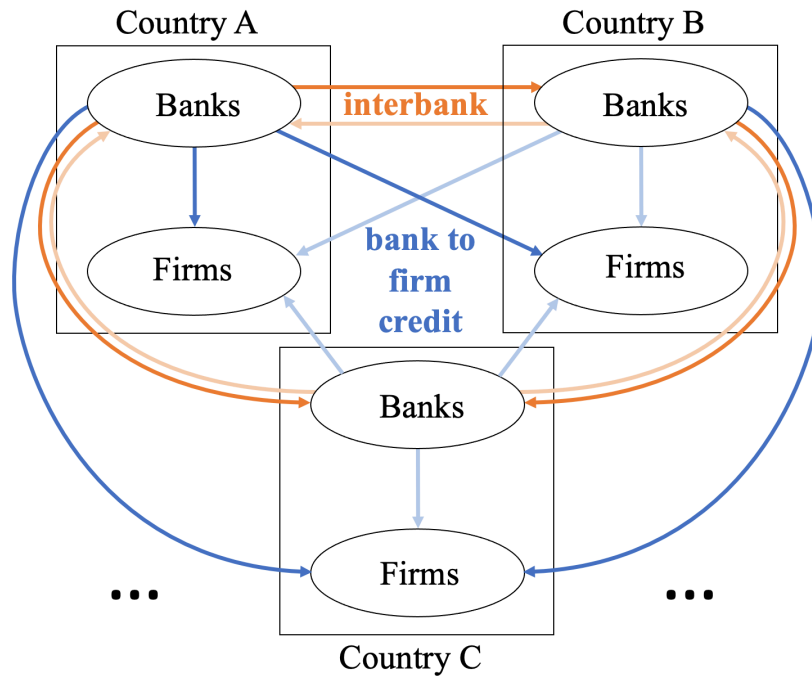 Country A
Country B
Banks
interbank
Banks
Firms
bank to
firm
credit
Firms
Banks
Firms
...
...
Country C